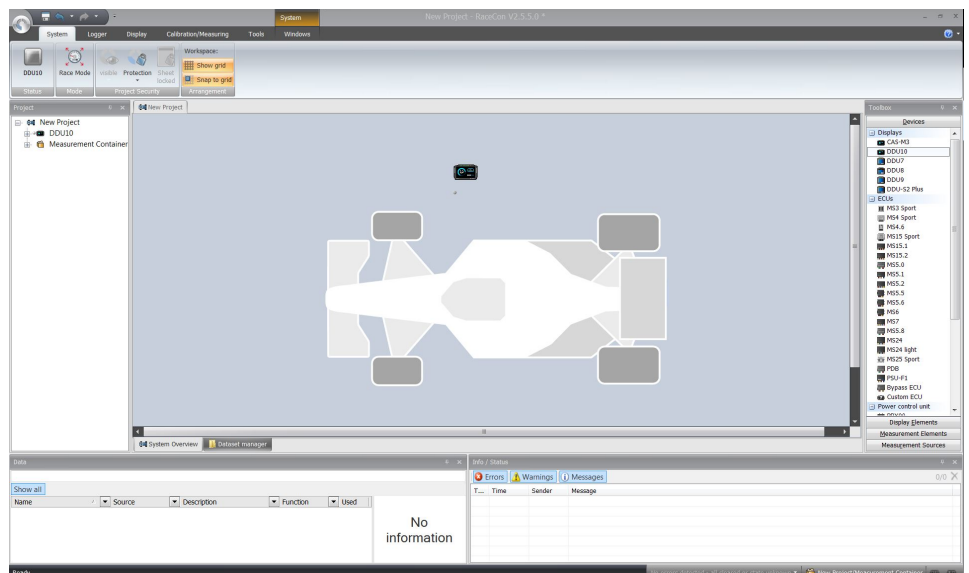 System
New Project - RaceCon V2.5.5.0 *
System Logger Display Calibration/Measuring Tools Windows
Workspace:
Show grid
Snap to grid
DDU10 Race Mode visible Protection Sheet locked
Status Mode Project Security Arrangement
Project
New Project
DDU10
Measurement Container
New Project
System Overview Dataset manager
Toolbox
Devices
Displays
CAS-M3
DDU10
DDU7
DDU8
DDU9
DDU-S2 Plus
ECUs
MS3 Sport
MS4 Sport
MS4.6
MS15 Sport
MS15.1
MS15.2
MS5.0
MS5.1
MS5.2
MS5.5
MS5.6
MS6
MS7
MS5.8
MS24
MS24 light
MS25 Sport
PDB
PSU-F1
Bypass ECU
Custom ECU
Power control unit
Display Elements
Measurement Elements
Measurement Sources
Data
Show all
Name Source Description Function Used
No
information
Info / Status
Errors Warnings Messages 0/0
T... Time Sender Message
Ready
New Project/Measurement Container